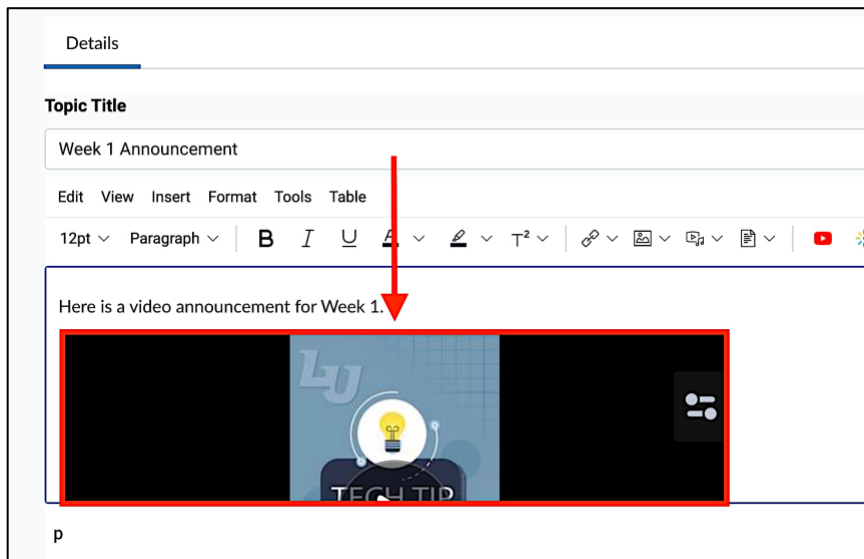 Details
Topic Title
Week 1 Announcement
Edit View Insert Format Tools Table
12pt Paragraph B I U A T²
Here is a video announcement for Week 1.
LU
TECH TIP
p